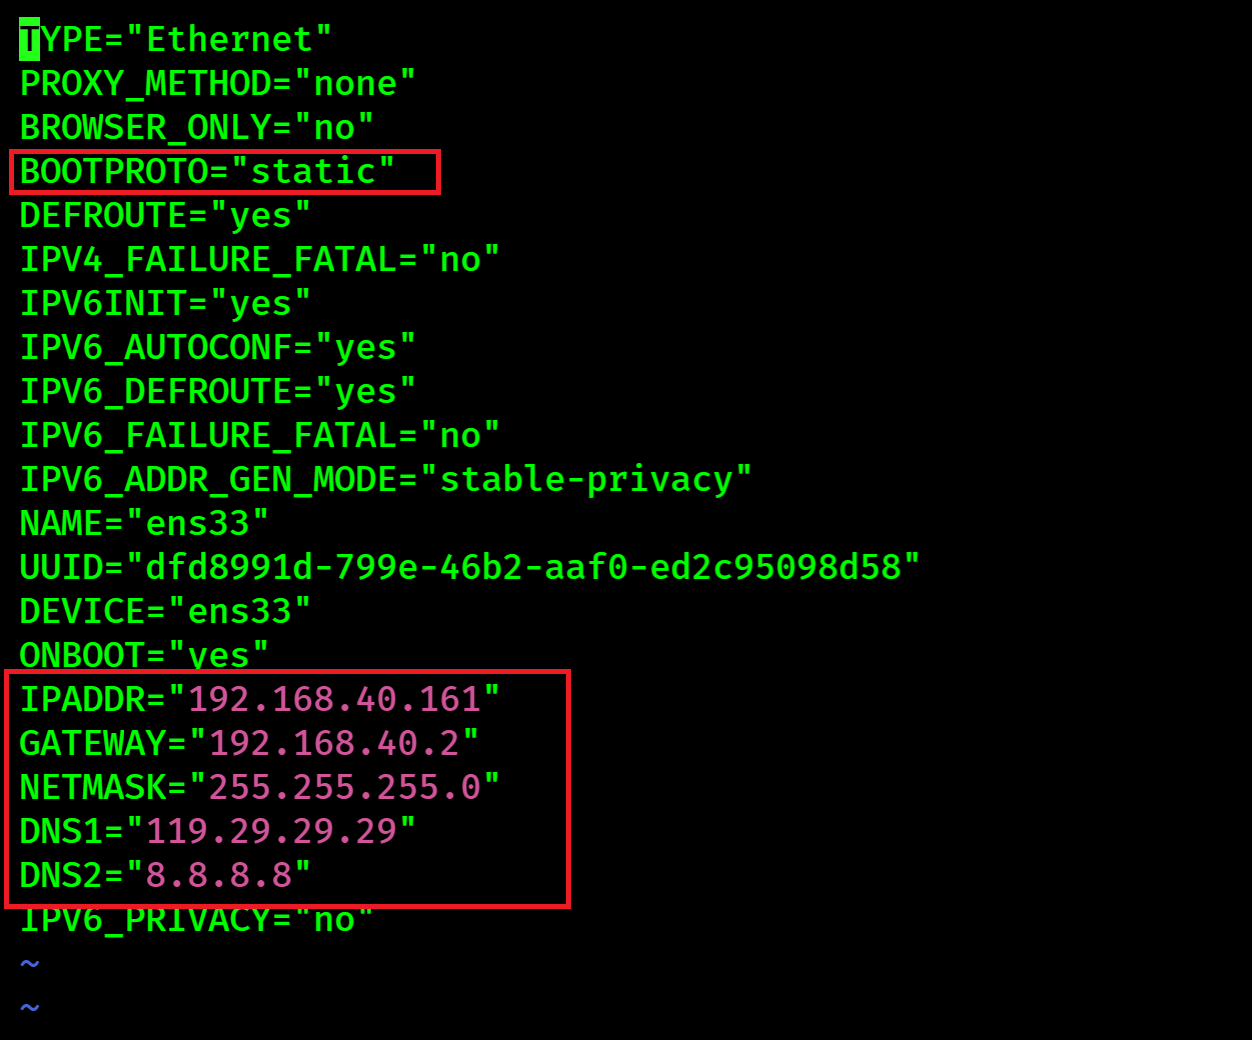 TYPE="Ethernet"
PROXY_METHOD="none"
BROWSER_ONLY="no"
BOOTPROTO="static"
DEFROUTE="yes"
IPV4_FAILURE_FATAL="no"
IPV6INIT="yes"
IPV6_AUTOCONF="yes"
IPV6_DEFROUTE="yes"
IPV6_FAILURE_FATAL="no"
IPV6_ADDR_GEN_MODE="stable-privacy"
NAME="ens33"
UUID="dfd8991d-799e-46b2-aaf0-ed2c95098d58"
DEVICE="ens33"
ONBOOT="yes"
IPADDR="192.168.40.161"
GATEWAY="192.168.40.2"
NETMASK="255.255.255.0"
DNS1="119.29.29.29"
DNS2="8.8.8.8"
IPV6_PRIVACY="no"
~
~